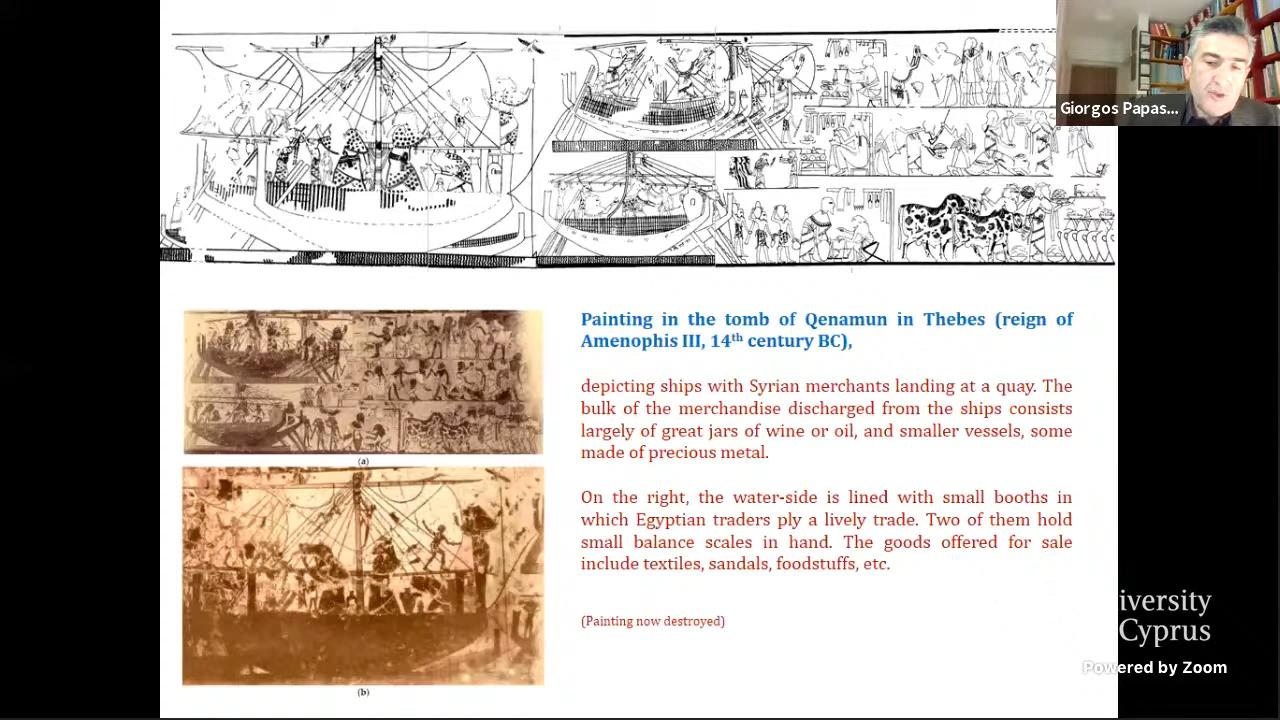 Giorgos Papas...
Painting in the tomb of Qenamun in Thebes (reign of
Amenophis III, 14th century BC),
depicting ships with Syrian merchants landing at a quay. The
bulk of the merchandise discharged from the ships consists
largely of great jars of wine or oil, and smaller vessels, some
made of precious metal.
On the right, the water-side is lined with small booths in
which Egyptian traders ply a lively trade. Two of them hold
small balance scales in hand. The goods offered for sale
include textiles, sandals, foodstuffs, etc.
(Painting now destroyed)
(a)
(b)
iversity
Cyprus
Powered by Zoom